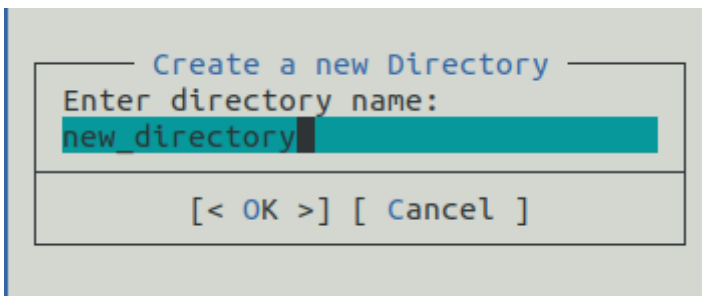 Create a new Directory
Enter directory name:
new_directory
[< OK >] [ Cancel ]